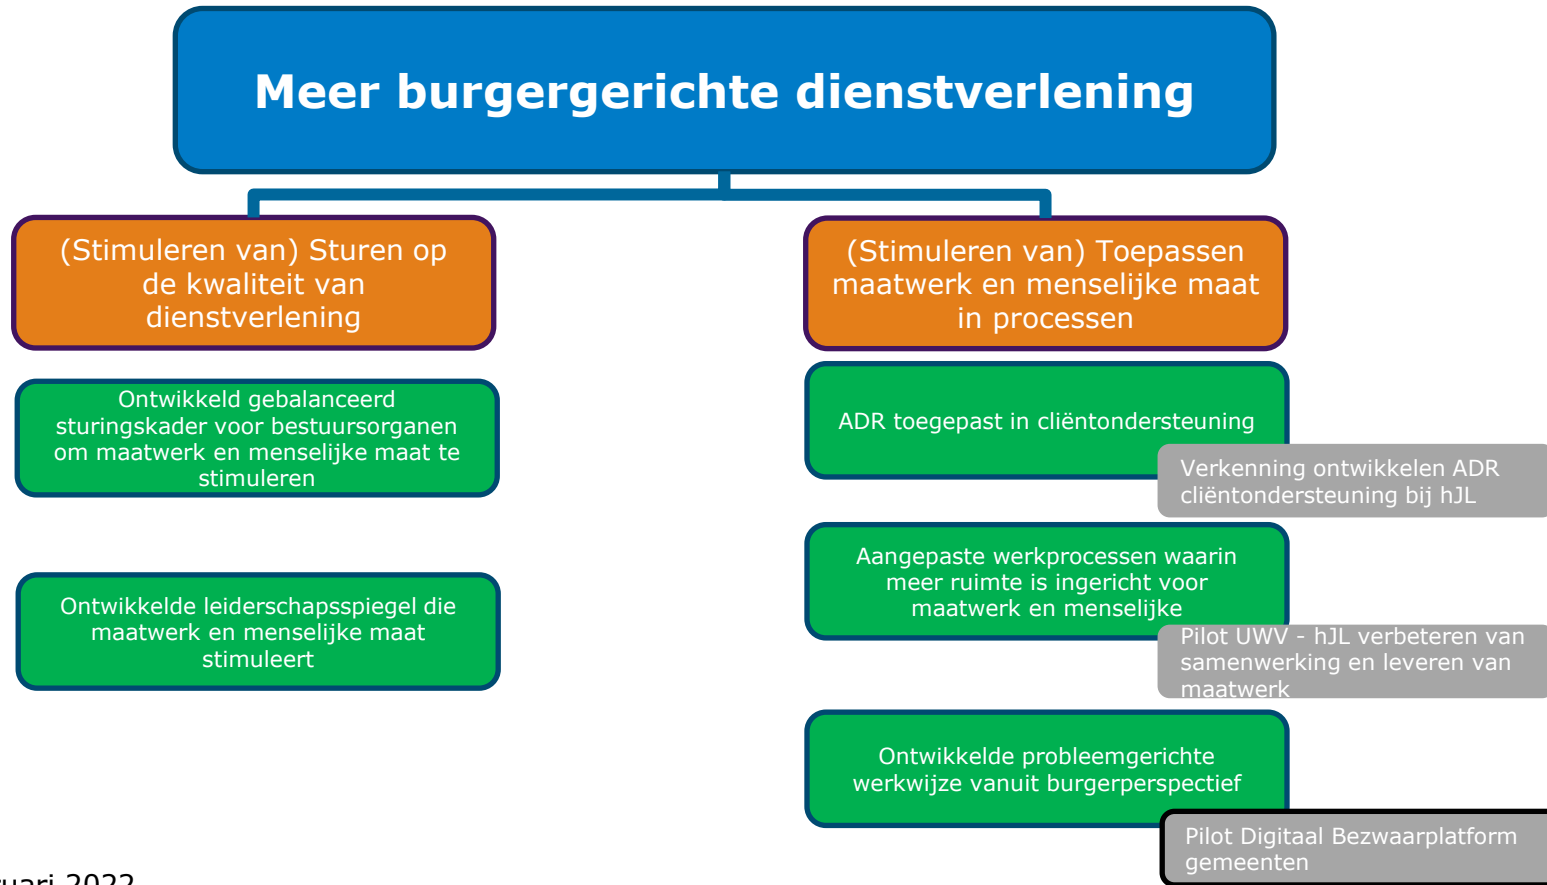 Meer burgergerichte dienstverlening
(Stimuleren van) Sturen op
de kwaliteit van
dienstverlening
(Stimuleren van) Toepassen
maatwerk en menselijke maat
in processen
Ontwikkeld gebalanceerd
sturingskader voor bestuursorganen
om maatwerk en menselijke maat te
stimuleren
Ontwikkelde leiderschapsspiegel die
maatwerk en menselijke maat
stimuleert
ADR toegepast in cliëntondersteuning
Verkenning ontwikkelen ADR
cliëntondersteuning bij hJL
Aangepaste werkprocessen waarin
meer ruimte is ingericht voor
maatwerk en menselijke
Pilot UWV - hJL verbeteren van
samenwerking en leveren van
maatwerk
Ontwikkelde probleemgerichte
werkwijze vanuit burgerperspectief
Pilot Digitaal Bezwaarplatform
gemeenten
2022